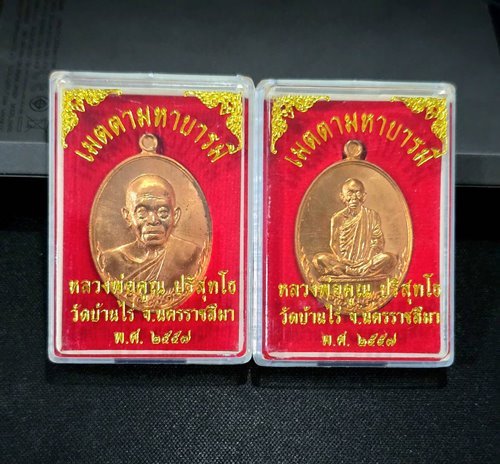 เมตตามหาบารมี
หลวงพ่อคูณ ปริสุทโธ
วัดบ้านไร่ จ.นครราชสีมา
พ.ศ. ๒๕๕๗
เมตตามหาบารมี
หลวงพ่อคูณ ปริสุทโธ
วัดบ้านไร่ จ.นครราชสีมา
พ.ศ. ๒๕๕๗